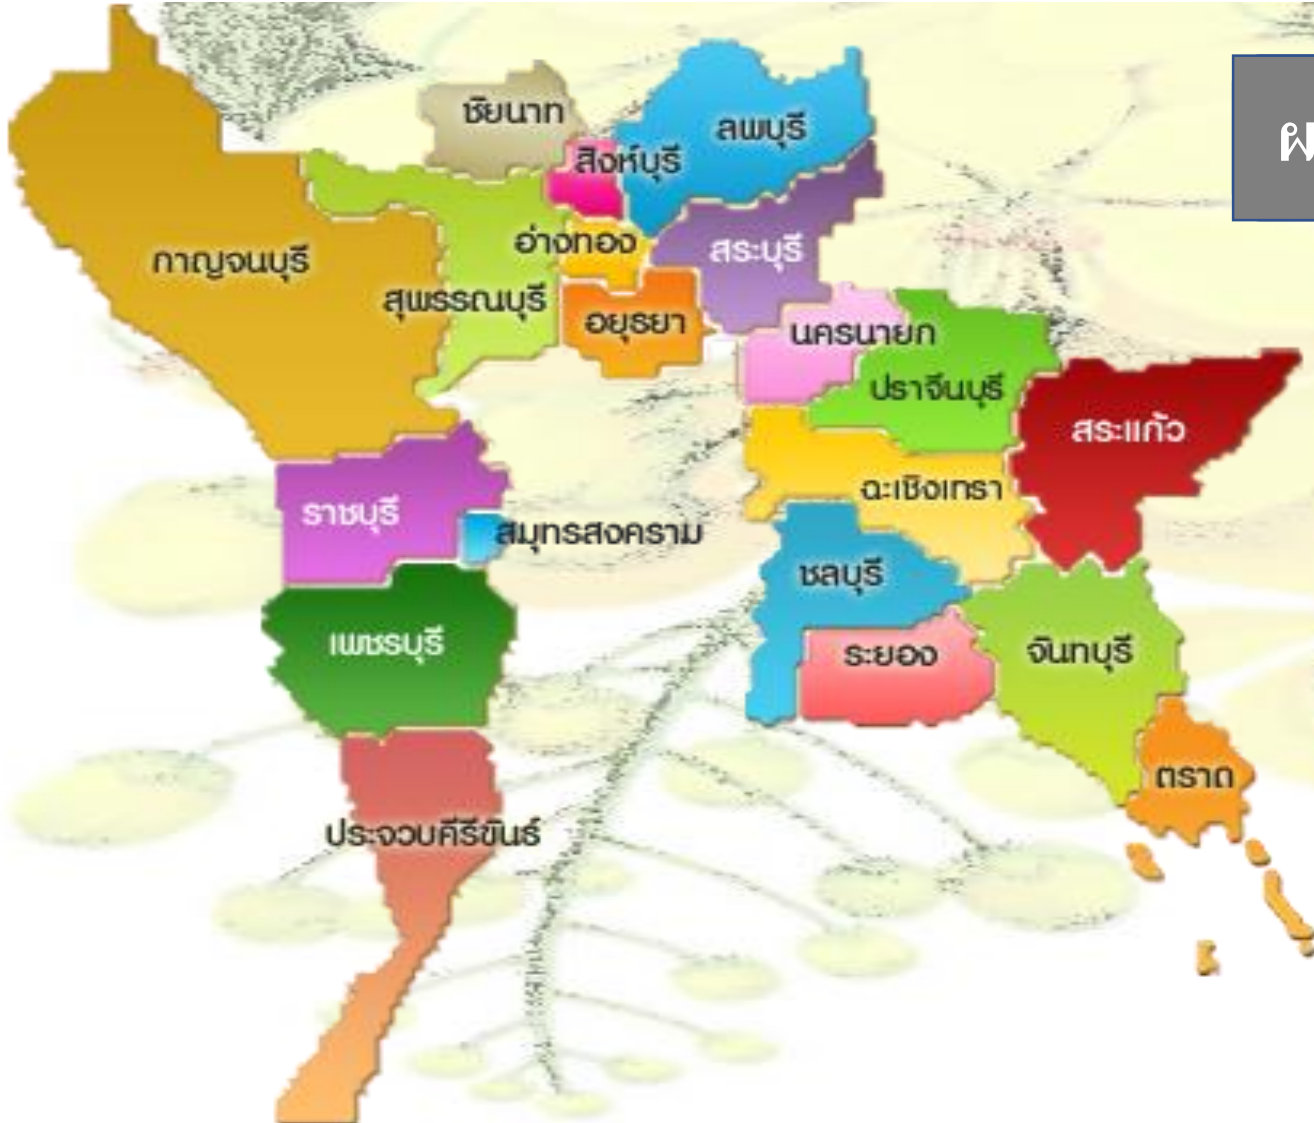 ชัยนาท
ลพบุรี
สิงห์บุรี
อ่างทอง
สระบุรี
กาญจนบุรี
สุพรรณบุรี
อยุธยา
นครนายก
ปราจีนบุรี
สระแก้ว
ฉะเชิงเทรา
ราชบุรี
สมุทรสงคราม
ชลบุรี
เพชรบุรี
ระยอง
จันทบุรี
ตราด
ประจวบคีรีขันธ์